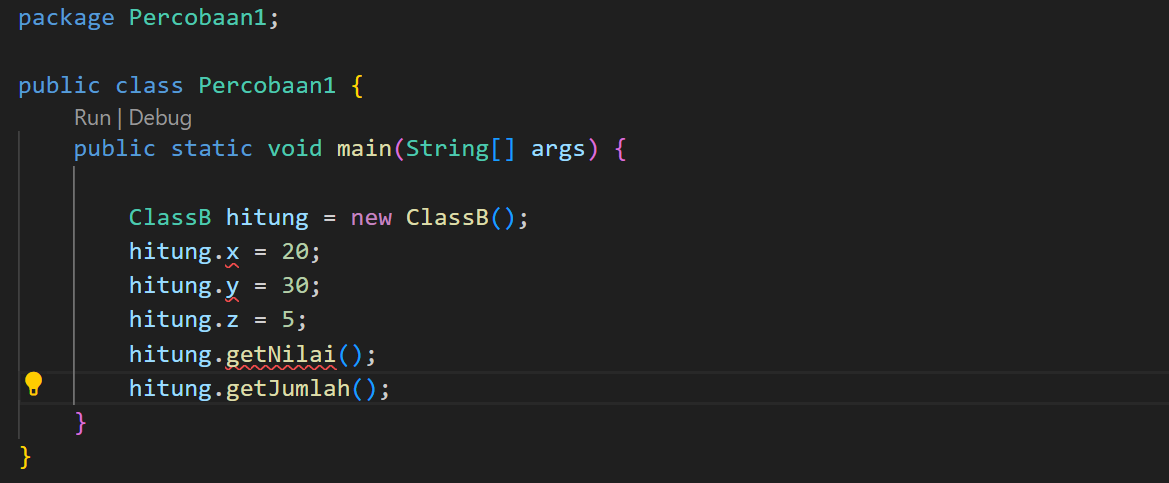 package Percobaan1;
public class Percobaan1 {
Run | Debug
public static void main(String[] args) {
ClassB hitung = new ClassB();
hitung.x = 20;
hitung.y = 30;
hitung.z = 5;
hitung.getNilai();
hitung.getJumlah();
}
}